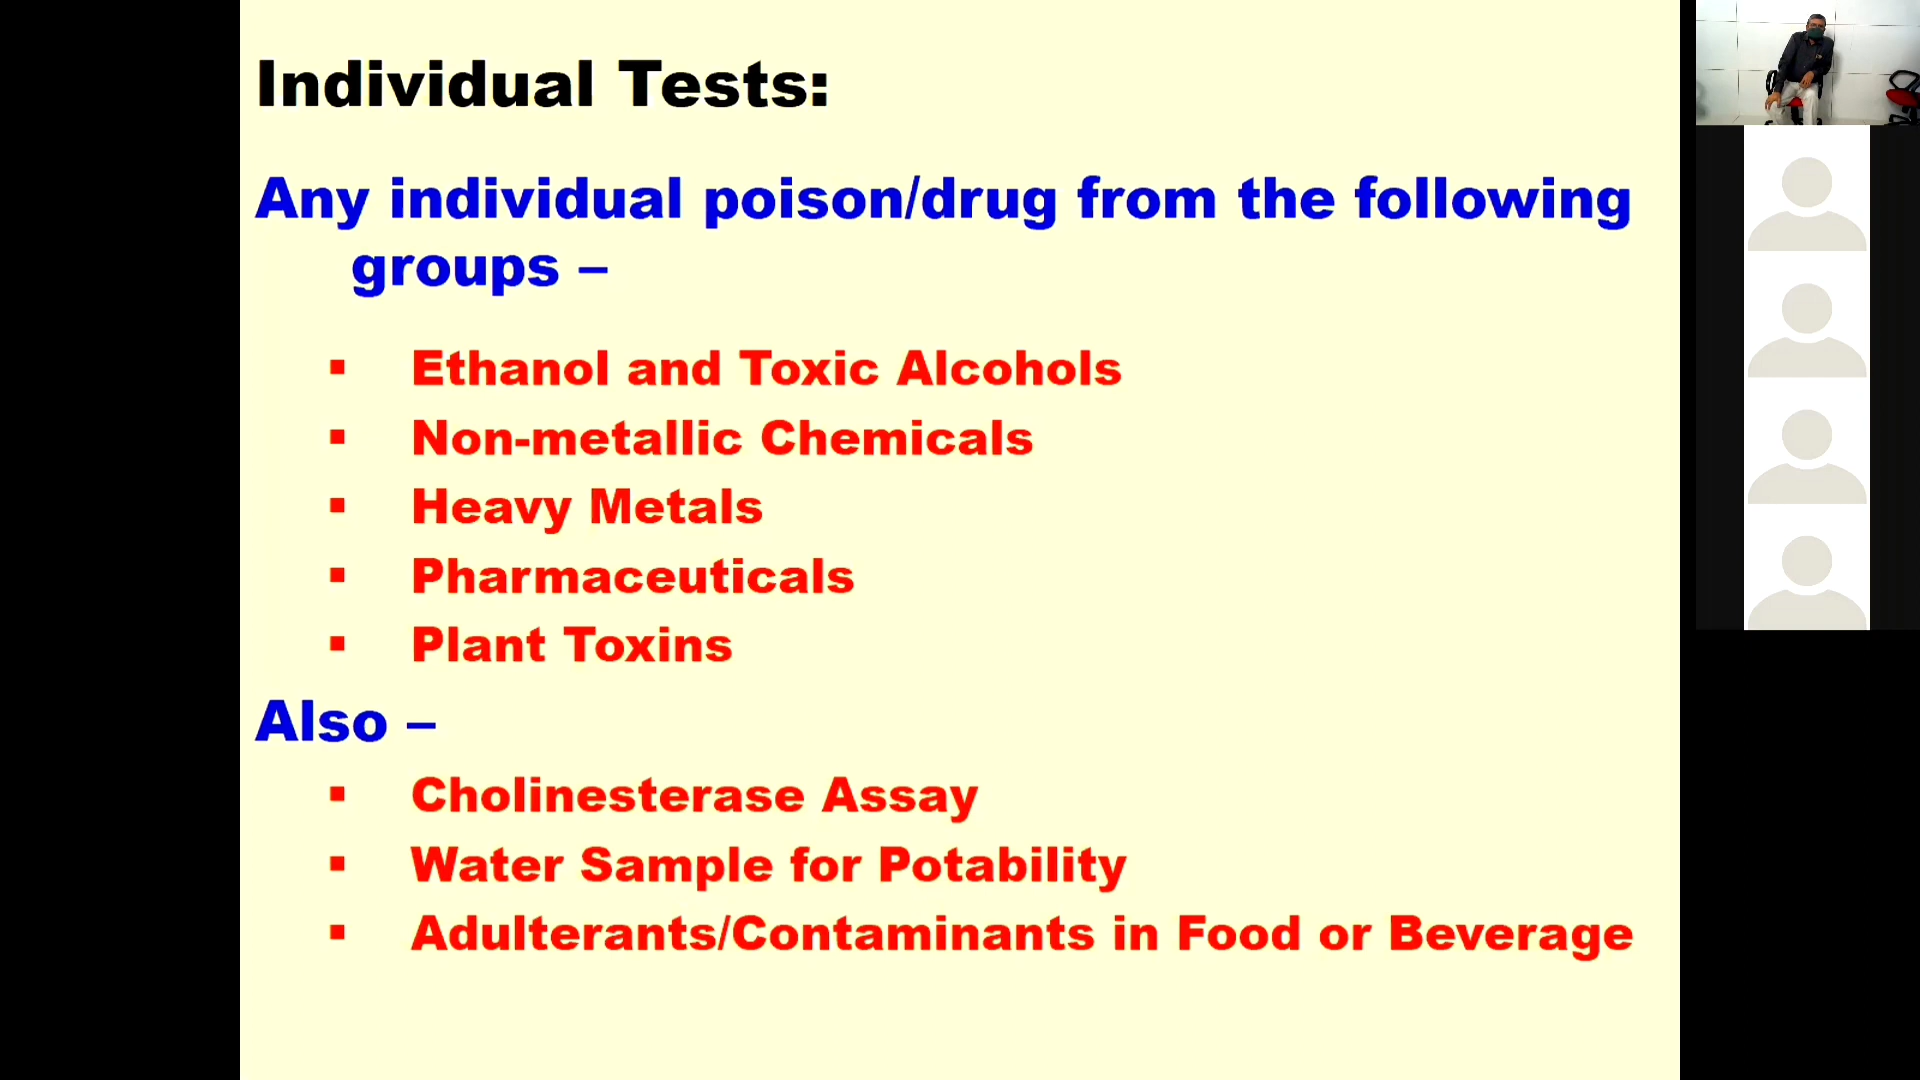 Individual Tests:
Any individual poison/drug from the following
groups –
▪ Ethanol and Toxic Alcohols
▪ Non-metallic Chemicals
▪ Heavy Metals
▪ Pharmaceuticals
▪ Plant Toxins
Also –
▪ Cholinesterase Assay
▪ Water Sample for Potability
▪ Adulterants/Contaminants in Food or Beverage